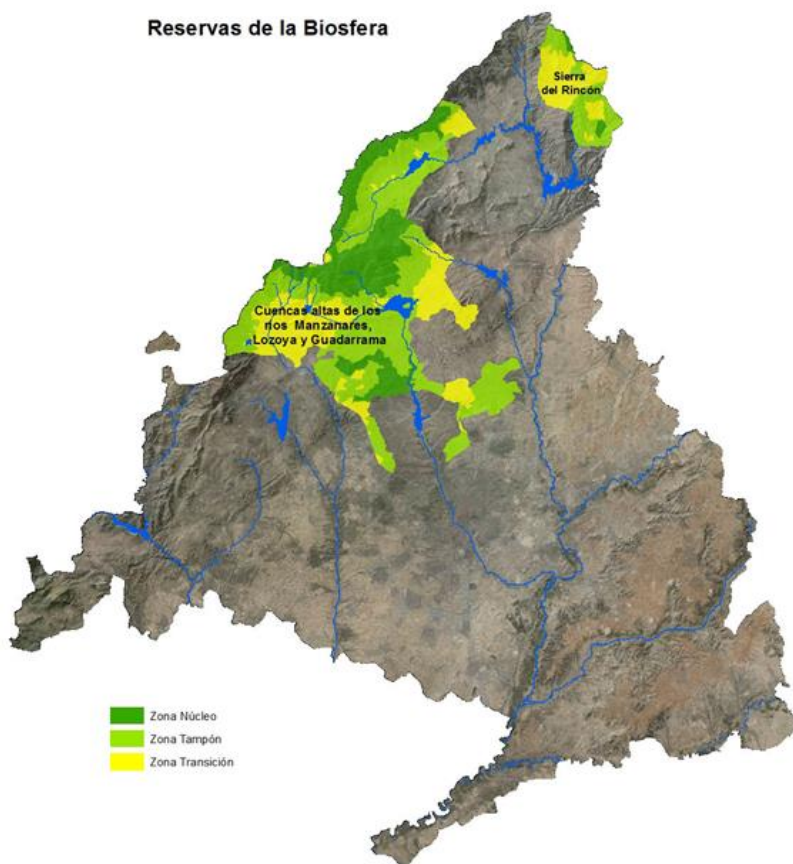 Reservas de la Biosfera
Sierra
del Rincón
Cuencas altas de los
rios Manzanares,
Lozoya y Guadarrama
Zona Núcleo
Zona Tampón
Zona Transición